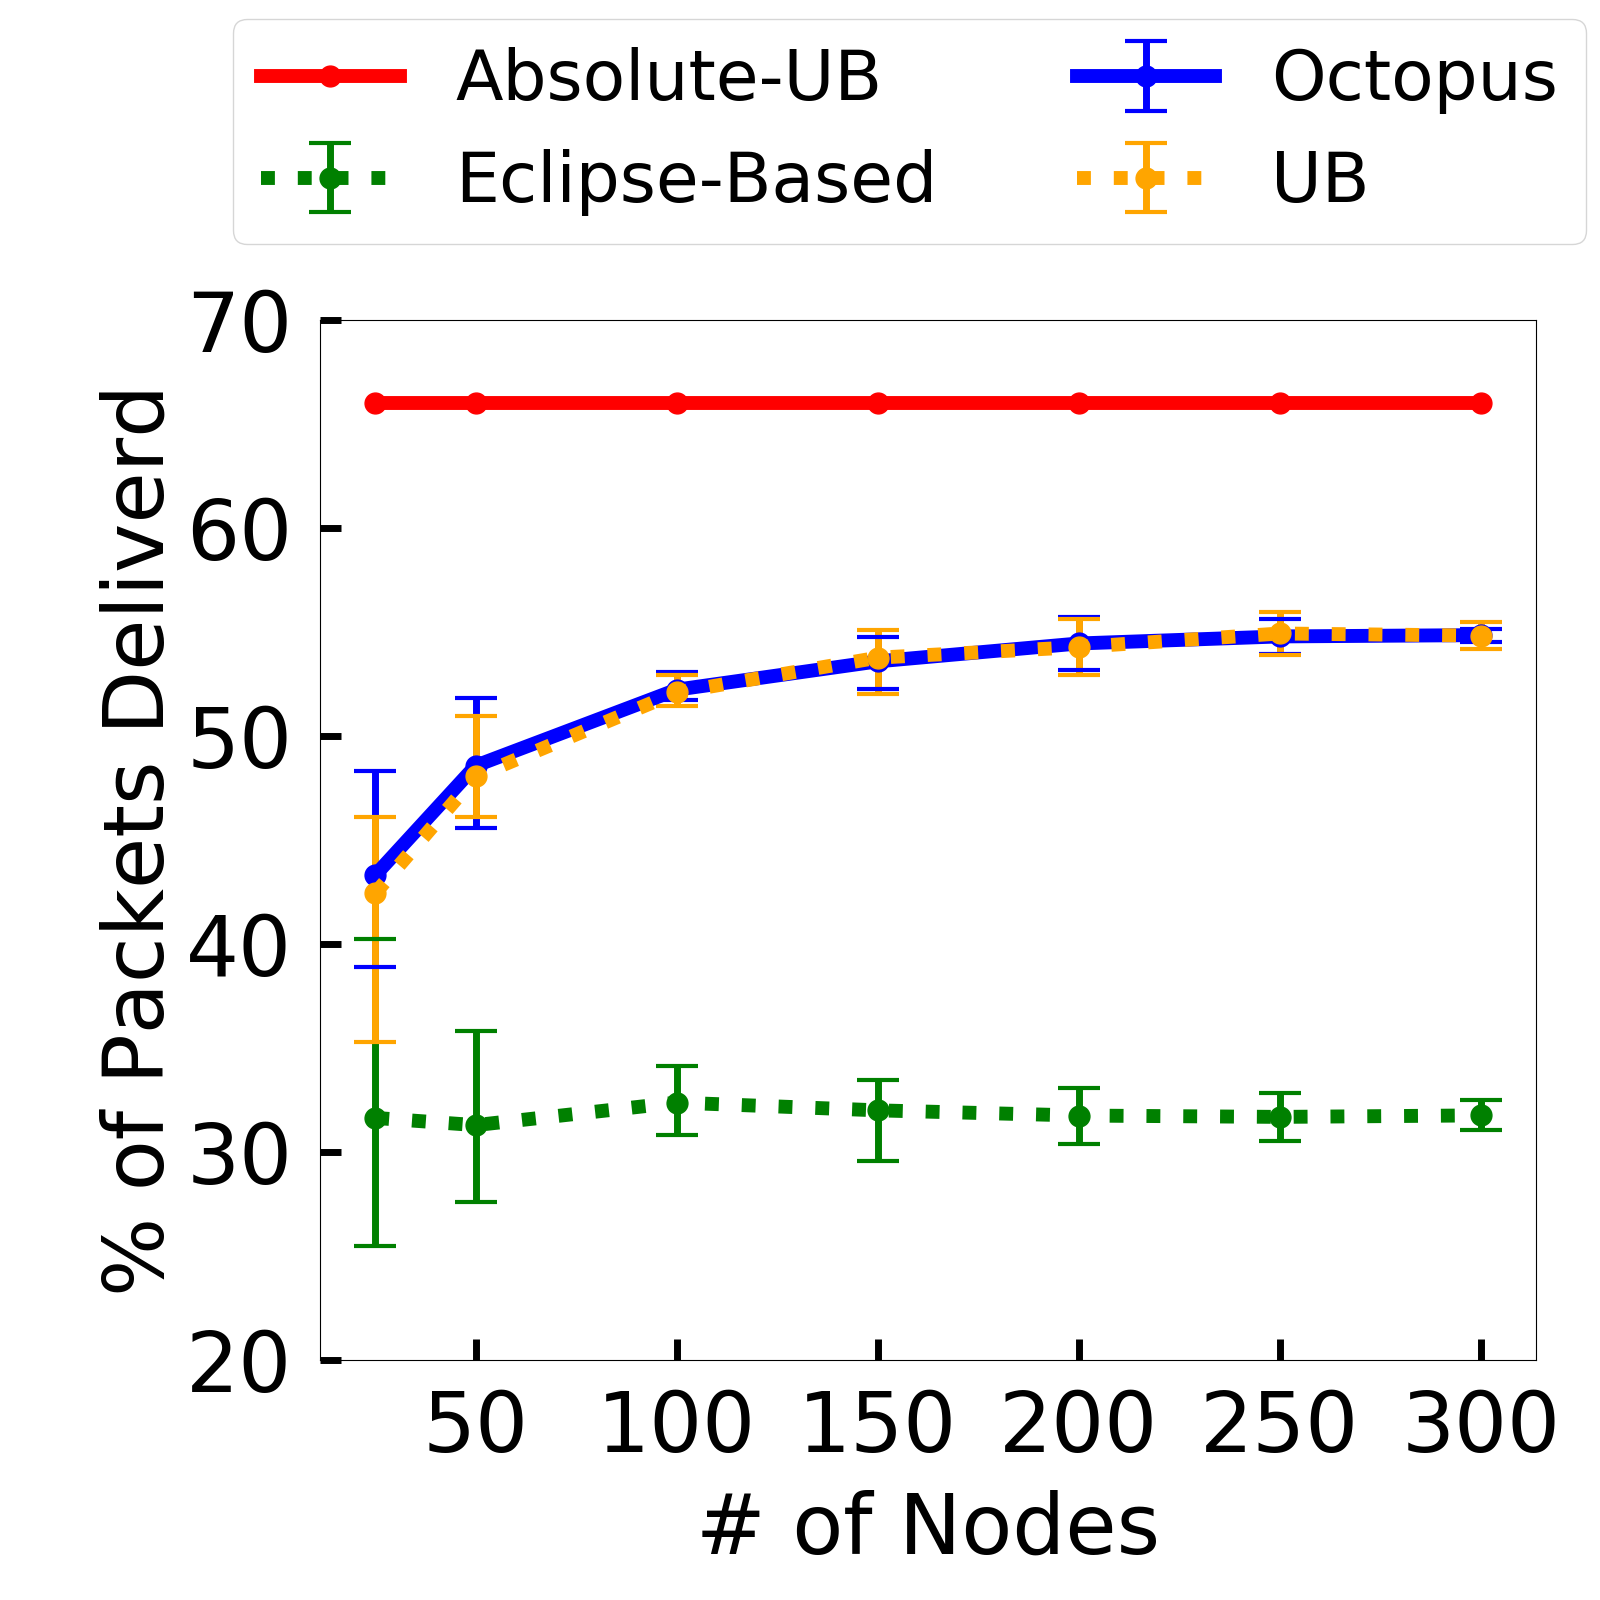 Absolute-UB
Octopus
Eclipse-Based
UB
70
60
50
40
30
20
% of Packets Deliverd
50 100 150 200 250 300
# of Nodes